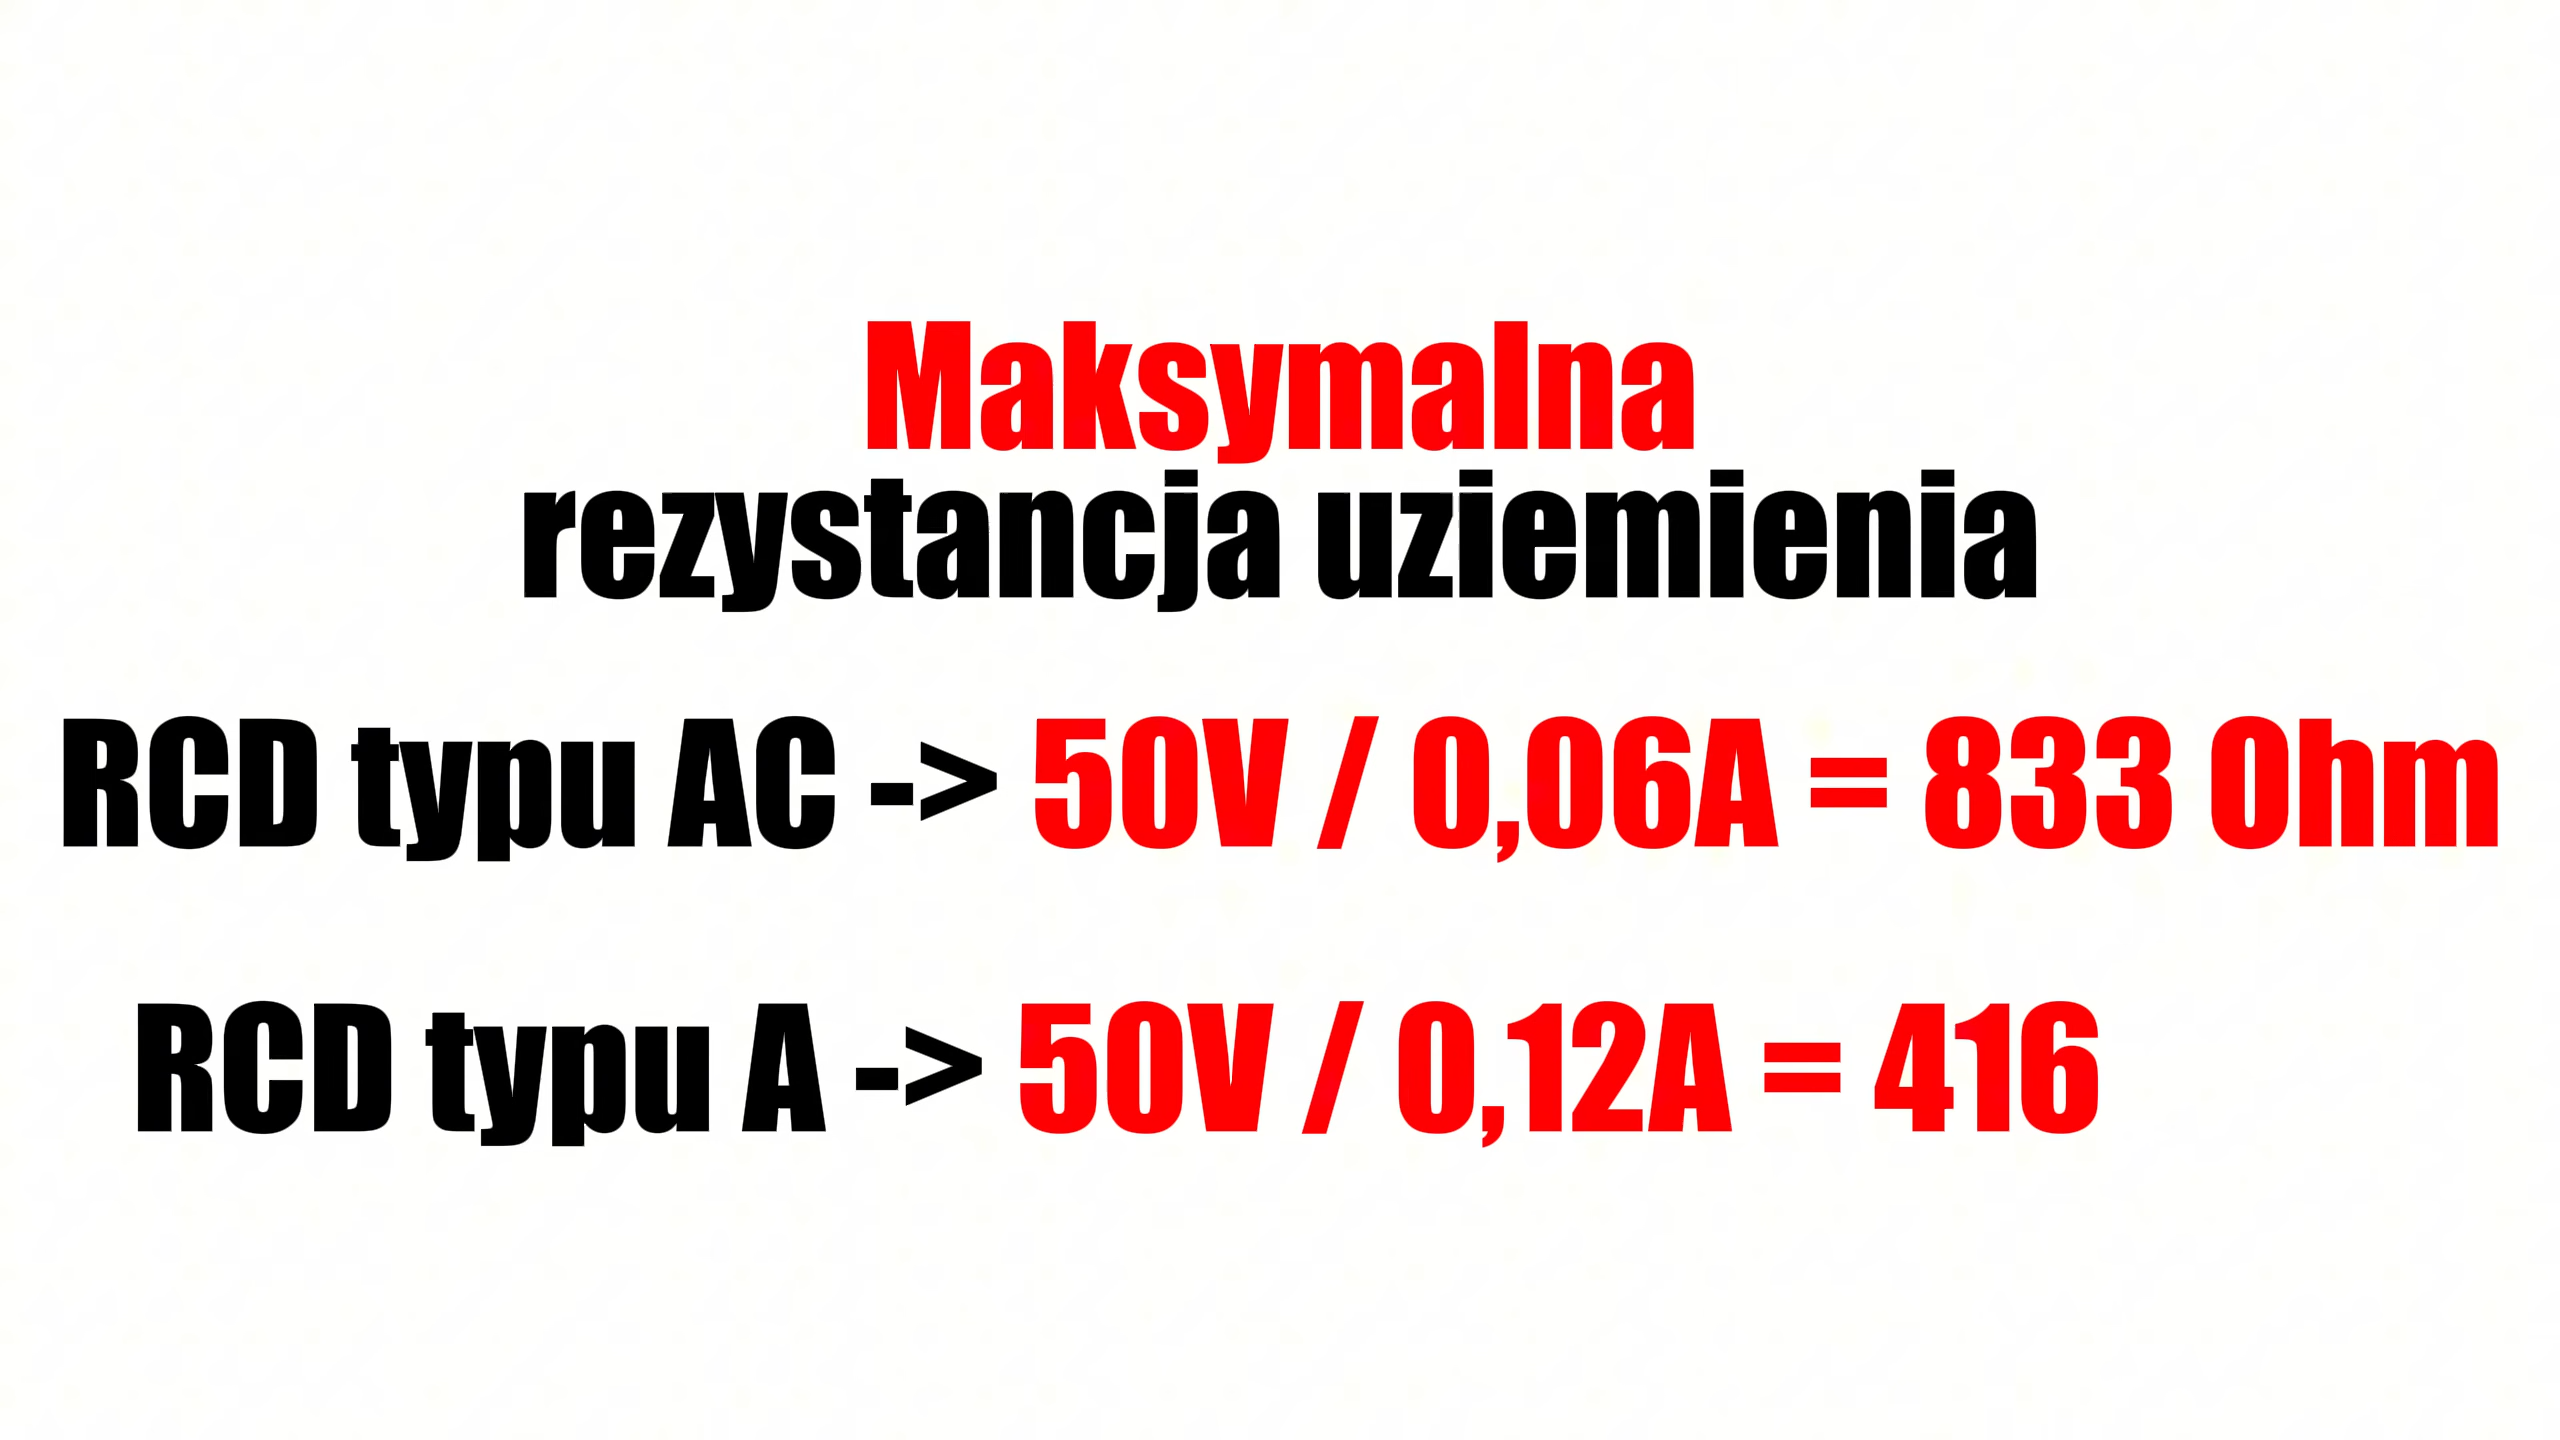 Maksymalna
rezystancja uziemienia
RCD typu AC -> 50V / 0,06A = 833 Ohm
RCD typu A -> 50V / 0,12A = 416